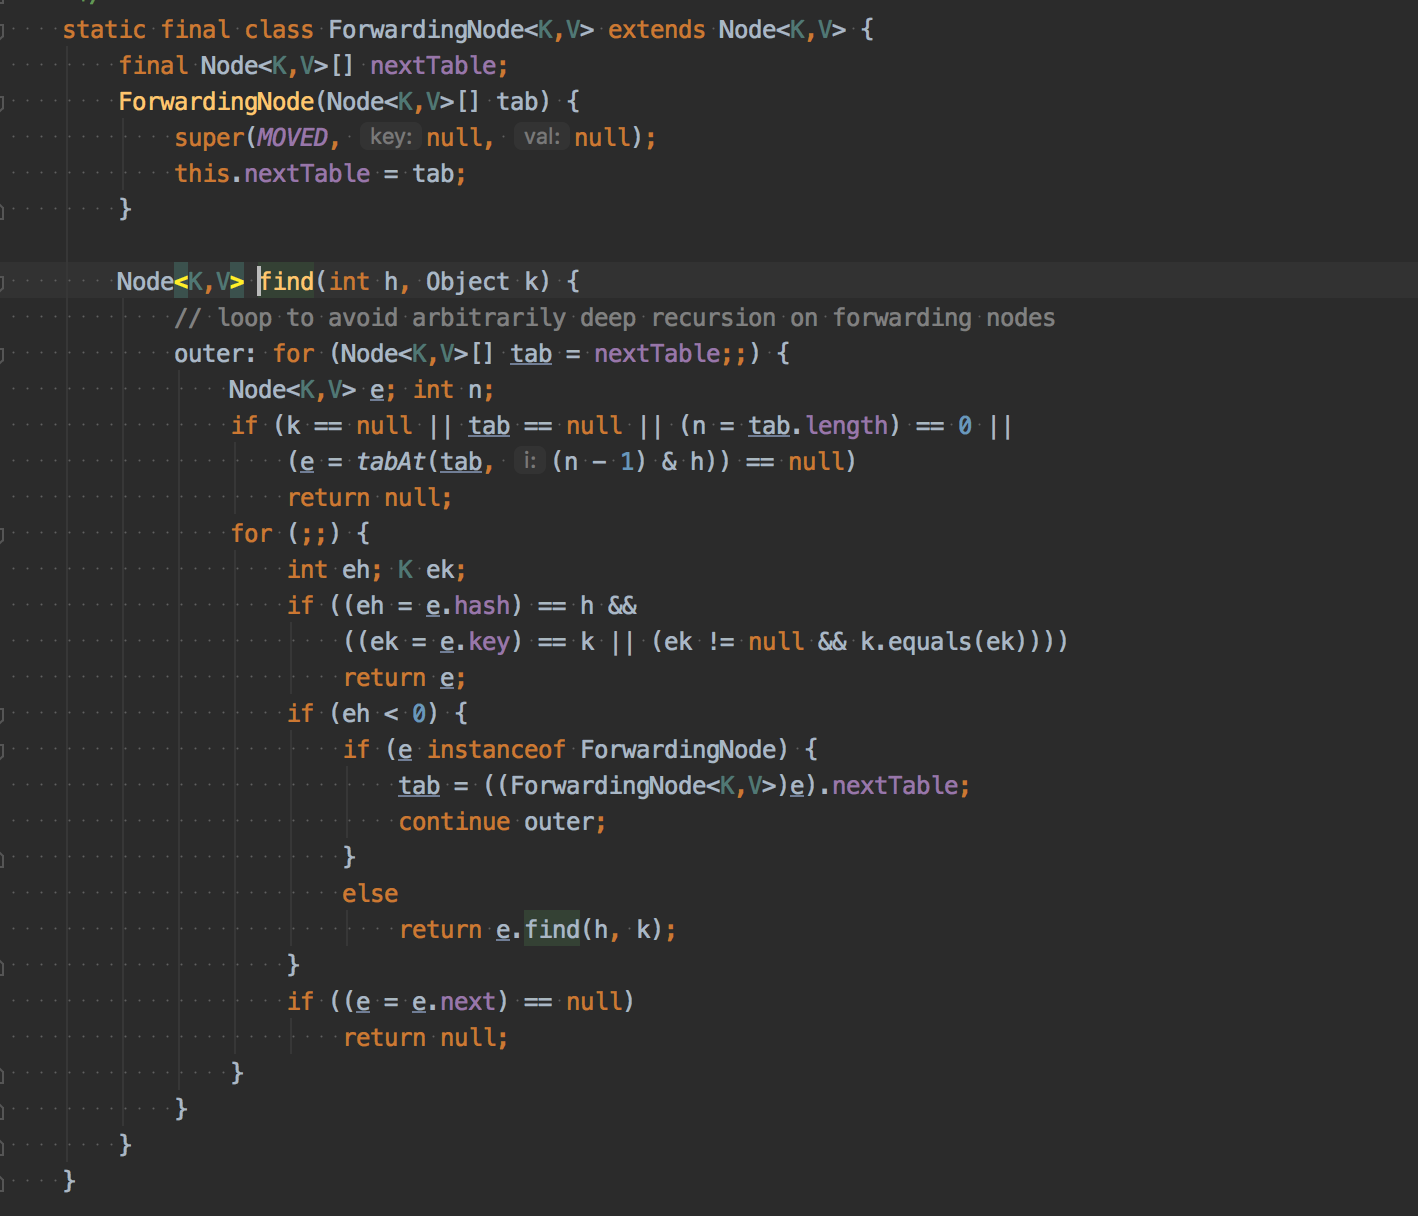 static final class ForwardingNode<K,V> extends Node<K,V> {
final Node<K,V>[] nextTable;
ForwardingNode(Node<K,V>[] tab) {
super(MOVED, key: null, val: null);
this.nextTable = tab;
}
Node<K,V> find(int h, Object k) {
// loop to avoid arbitrarily deep recursion on forwarding nodes
outer: for (Node<K,V>[] tab = nextTable;;) {
Node<K,V> e; int n;
if (k == null || tab == null || (n = tab.length) == 0 ||
(e = tabAt(tab, i: (n - 1) & h)) == null)
return null;
for (;;) {
int eh; K ek;
if ((eh = e.hash) == h &&
((ek = e.key) == k || (ek != null && k.equals(ek))))
return e;
if (eh < 0) {
if (e instanceof ForwardingNode) {
tab = ((ForwardingNode<K,V>)e).nextTable;
continue outer;
}
else
return e.find(h, k);
}
if ((e = e.next) == null)
return null;
}
}
}
}